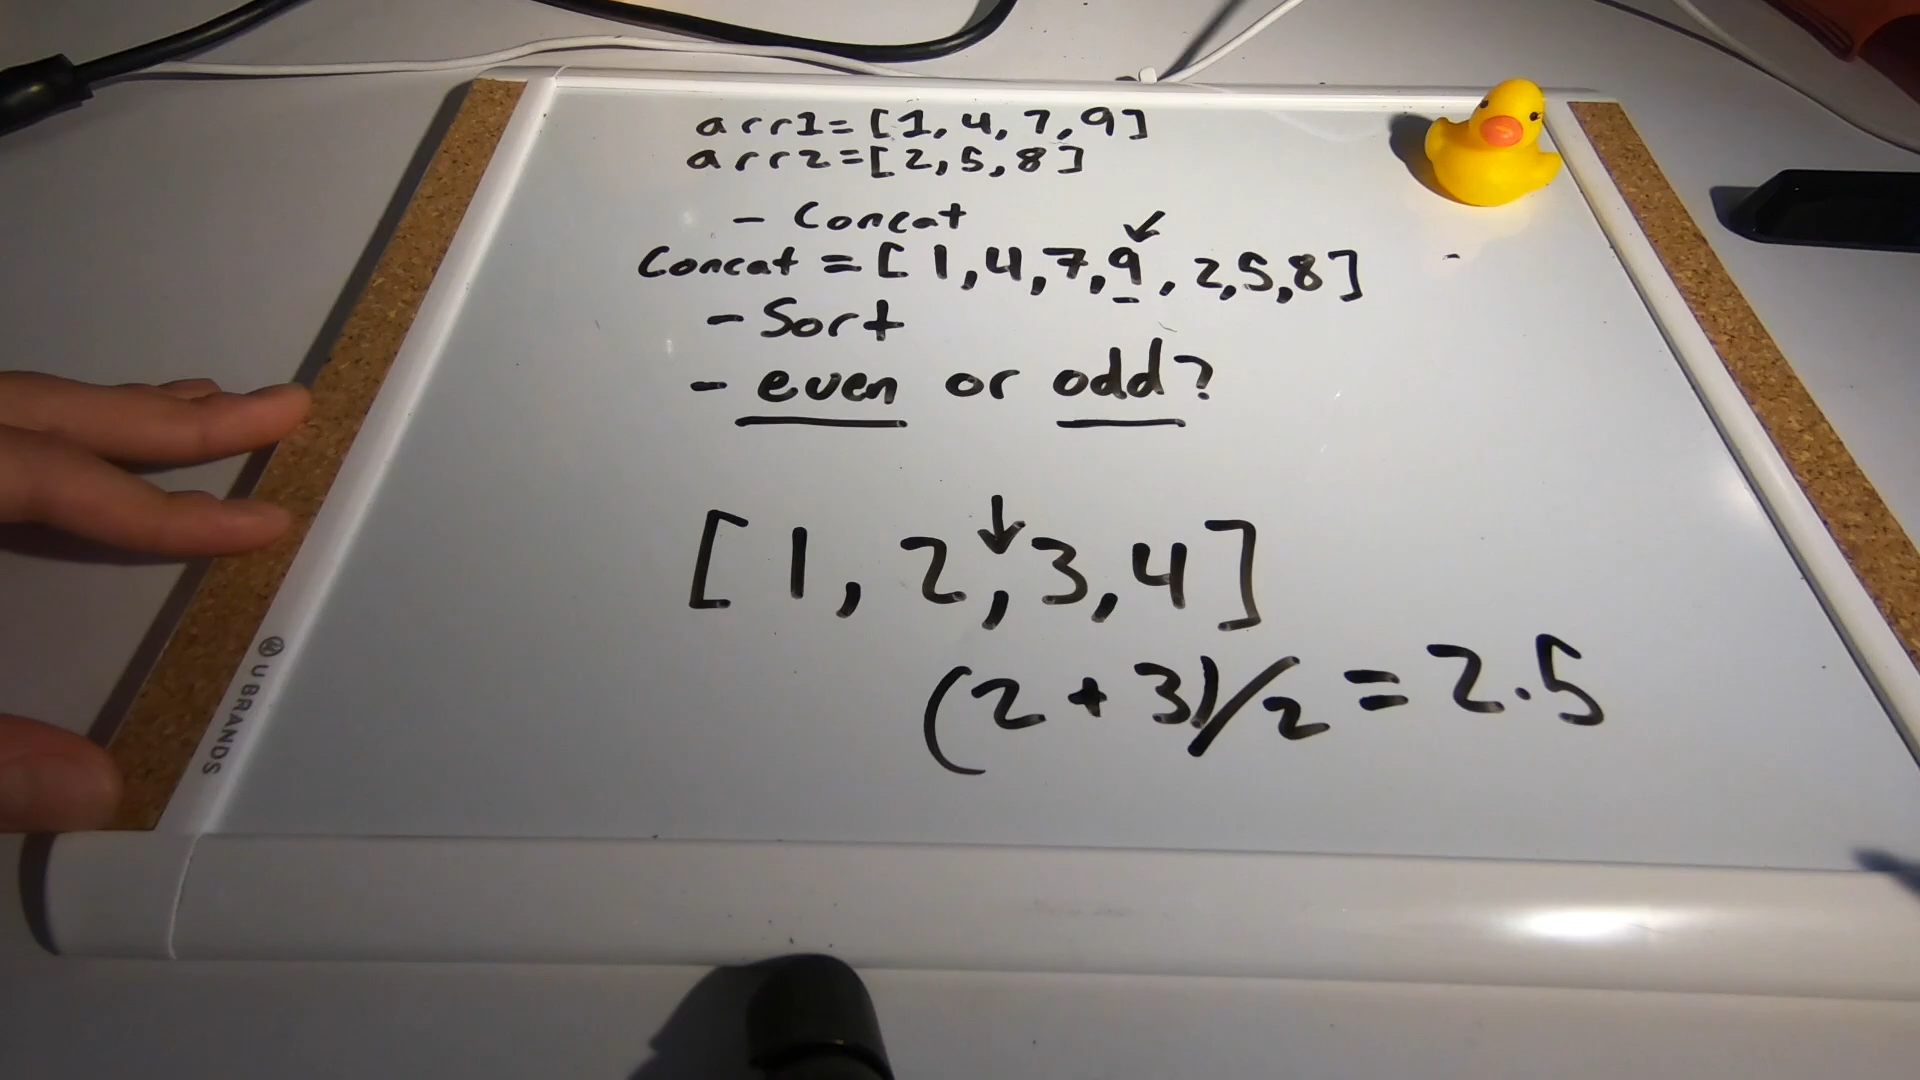 arr1=[1,4,7,9]
arr2=[2,5,8]
- Concat
Concat = [1,4,7,9,2,5,8]
- Sort
- even or odd?
[1,2,3,4]
(2+3)/2=2.5
U BRANDS